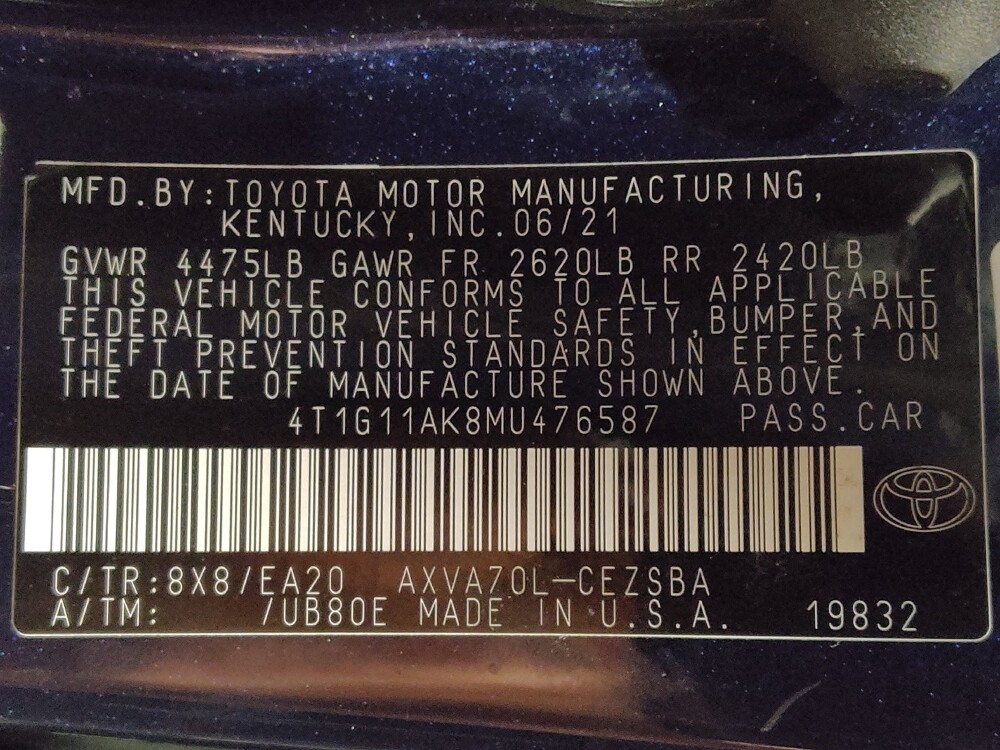 MFD.BY:TOYOTA MOTOR MANUFACTURING,
KENTUCKY,INC.06/21
GVWR 4475LB GAWR FR 2620LB RR 2420LB
THIS VEHICLE CONFORMS TO ALL APPLICABLE
FEDERAL MOTOR VEHICLE SAFETY,BUMPER,AND
THEFT PREVENTION STANDARDS IN EFFECT ON
THE DATE OF MANUFACTURE SHOWN ABOVE.
4T1G11AK8MU476587 PASS.CAR
C/TR:8X8/EA20 AXVA70L-CEZSBA
A/TM: /UB80E MADE IN U.S.A. 19832